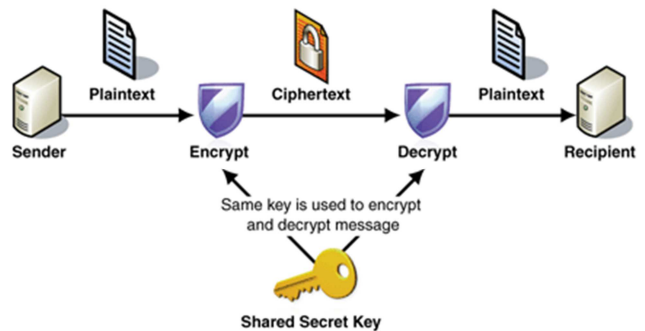 Plaintext
Ciphertext
Plaintext
Sender
Encrypt
Decrypt
Recipient
Same key is used to encrypt
and decrypt message
Shared Secret Key